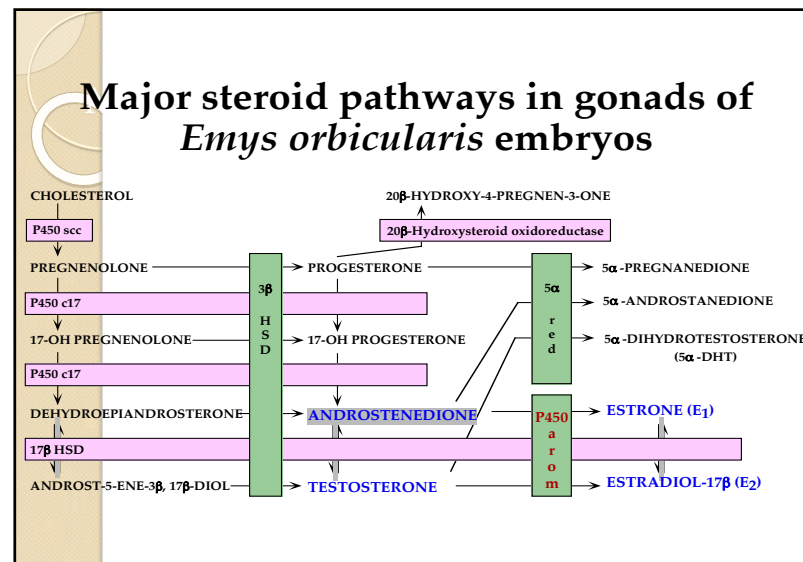 Major steroid pathways in gonads of
Emys orbicularis embryos
CHOLESTEROL
20β-HYDROXY-4-PREGNEN-3-ONE
P450 scc
20β-Hydroxysteroid oxidoreductase
PREGNENOLONE
PROGESTERONE
5α-PREGNANEDIONE
3β
H
S
D
5α
r
e
d
P450 c17
5α-ANDROSTANEDIONE
17-OH PREGNENOLONE
17-OH PROGESTERONE
5α-DIHYDROTESTOSTERONE
(5α-DHT)
P450 c17
DEHYDROEPIANDROSTERONE
ANDROSTENEDIONE
P450
a
r
o
m
ESTRONE (E1)
17β HSD
ANDROST-5-ENE-3β, 17β-DIOL
TESTOSTERONE
ESTRADIOL-17β (E2)